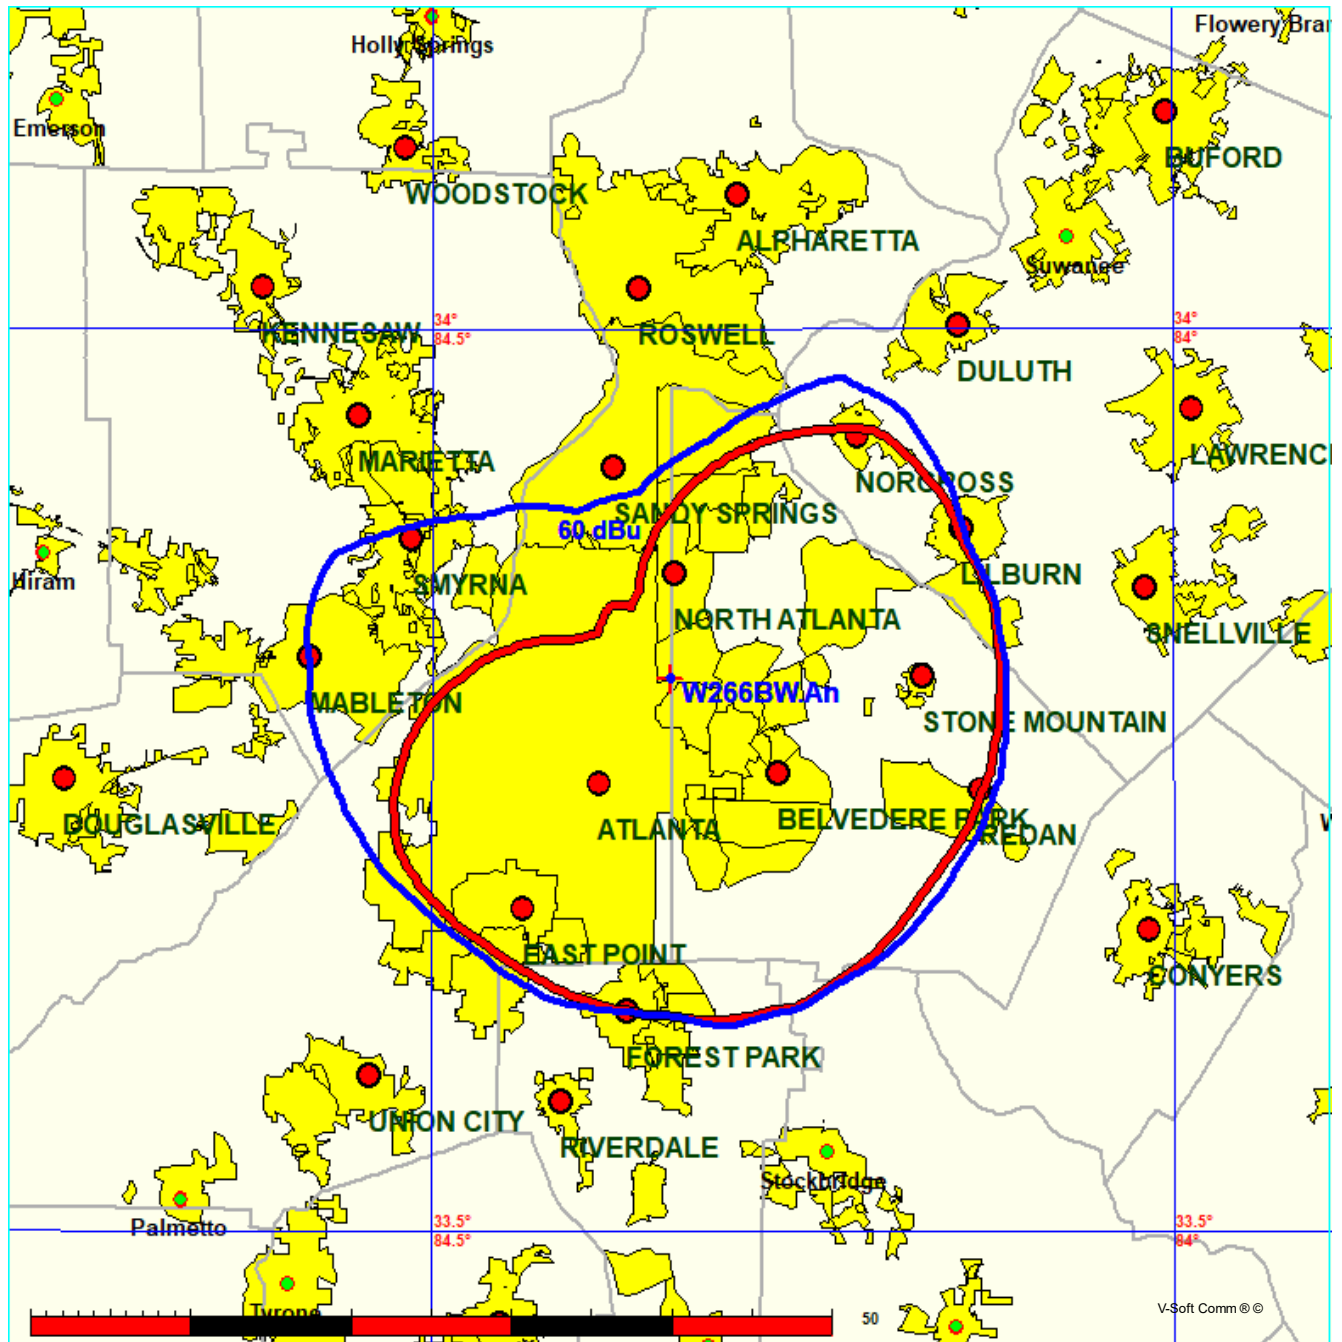 Flowery Bran
Holly Springs
Emerson
BUFORD
WOODSTOCK
ALPHARETTA
Suwanee
34°
84.5°
34°
84°
KENNESAW
ROSWELL
DULUTH
MARIETTA
LAWRENCE
NORCROSS
SANDY SPRINGS
60 dBu
Hiram
SMYRNA
LILBURN
NORTH ATLANTA
SNELLVILLE
W266BW.An
MABLETON
STONE MOUNTAIN
DOUGLASVILLE
ATLANTA
BELVEDERE PARK
REDAN
W
EAST POINT
CONYERS
FOREST PARK
UNION CITY
RIVERDALE
Stockbridge
Palmetto
33.5°
84.5°
33.5°
84°
Tyrone
50
V-Soft Comm ® ©